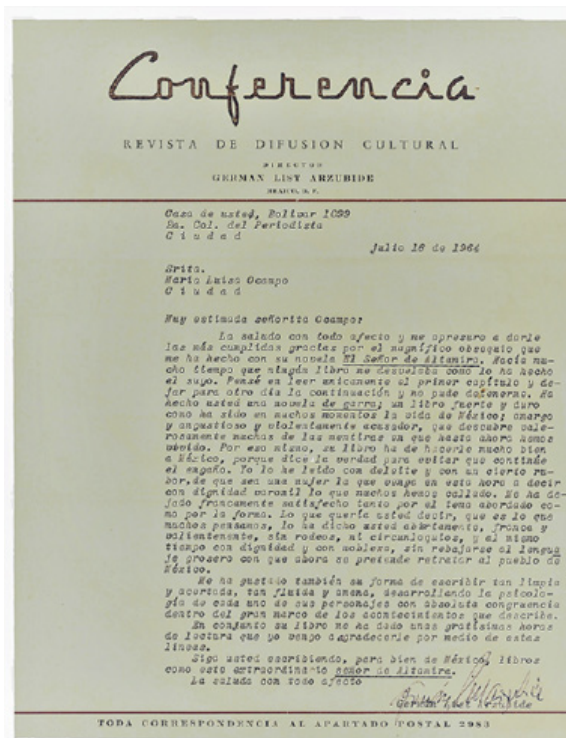 Conferencia
REVISTA DE DIFUSION CULTURAL
DIRECTOR
GERMAN LIST ARZUBIDE
MEXICO, D. F.
Casa de usted, Bolívar 1099
Ea. Col. del Periodista
C i u d a d
julio 18 de 1964
Srita.
María Luisa Ocampo
C i u d a d
Muy estimada señorita Ocampo:
La saludo con todo afecto y me apresuro a darle
las más cumplidas gracias por el magnífico obsequio que
me ha hecho con su novela El Señor de Altamira. Hacía mu-
cho tiempo que ningún libro me desvelaba como lo ha hecho
el suyo. Pensé en leer unicamente el primer capítulo y de-
jar para otro día la continuación y no pude detenerme. Ha
hecho usted una novela de garra; un libro fuerte y duro
como ha sido en muchos momentos la vida de México; amargo
y angustioso y violentamente acusador, que descubre vale-
rosamente muchas de las mentiras en que hasta ahora hemos
vivido. Por eso mismo, su libro ha de hacerle mucho bien
a México, porque dice la verdad para evitar que continúe
el engaño. Yo lo he leído con deleite y con un cierto ru-
bor, de que sea una mujer la que venga en esta hora a decir
con dignidad varonil lo que muchos hemos callado. Me ha de-
jado francamente satisfecho tanto por el tema abordado co-
mo por la forma. Lo que quería usted decir, que es lo que
muchos pensamos, lo ha dicho usted abiertamente, franca y
valientemente, sin rodeos, ni circunloquios, y al mismo
tiempo con dignidad y con nobleza, sin rebajarse al lengua
je grosero con que ahora se pretende retratar al pueblo de
México.
Me ha gustado también su forma de escribir tan limpia
y acertada, tan fluida y amena, desarrollando la psicolo-
gía de cada uno de sus personajes con absoluta congruencia
dentro del gran marco de los acontecimientos que describe.
En conjunto su libro me ha dado unas gratísimas horas
de lectura que yo vengo a agradecerle por medio de estas
líneas.
Siga usted escribiendo, para bien de México, libros
como este extraordinario señor de Altamira.
La saludo con todo afecto
Germán List Arzubide
TODA CORRESPONDENCIA AL APARTADO POSTAL 2983